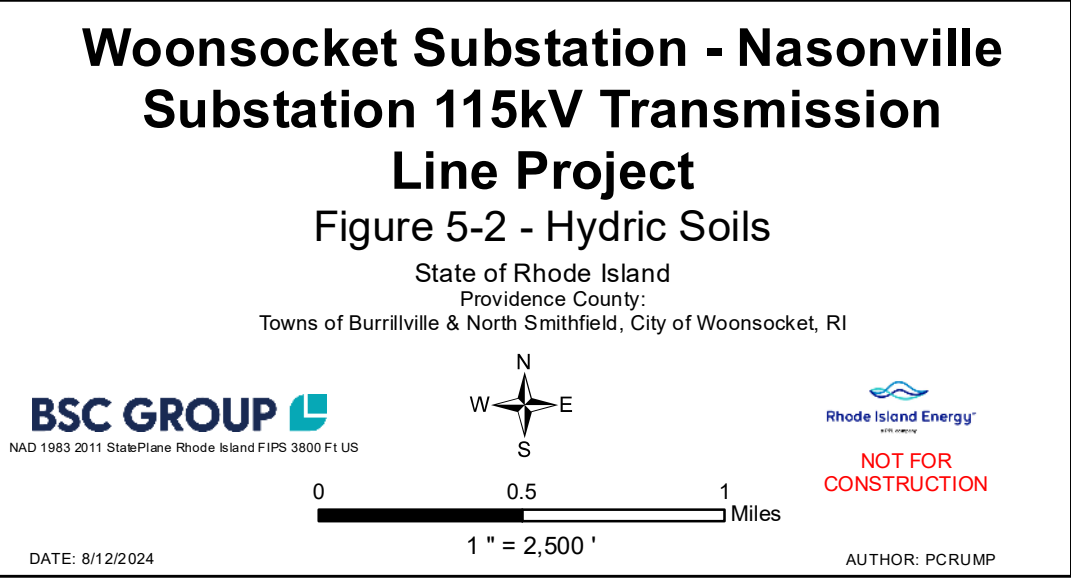 Woonsocket Substation - Nasonville
Substation 115kV Transmission
Line Project
Figure 5-2 - Hydric Soils
State of Rhode Island
Providence County:
Towns of Burrillville & North Smithfield, City of Woonsocket, RI
N
W E
S
BSC GROUP
NAD 1983 2011 StatePlane Rhode Island FIPS 3800 Ft US
Rhode Island Energy™
a PPL company
NOT FOR
CONSTRUCTION
0 0.5 1
Miles
1 " = 2,500 '
DATE: 8/12/2024
AUTHOR: PCRUMP